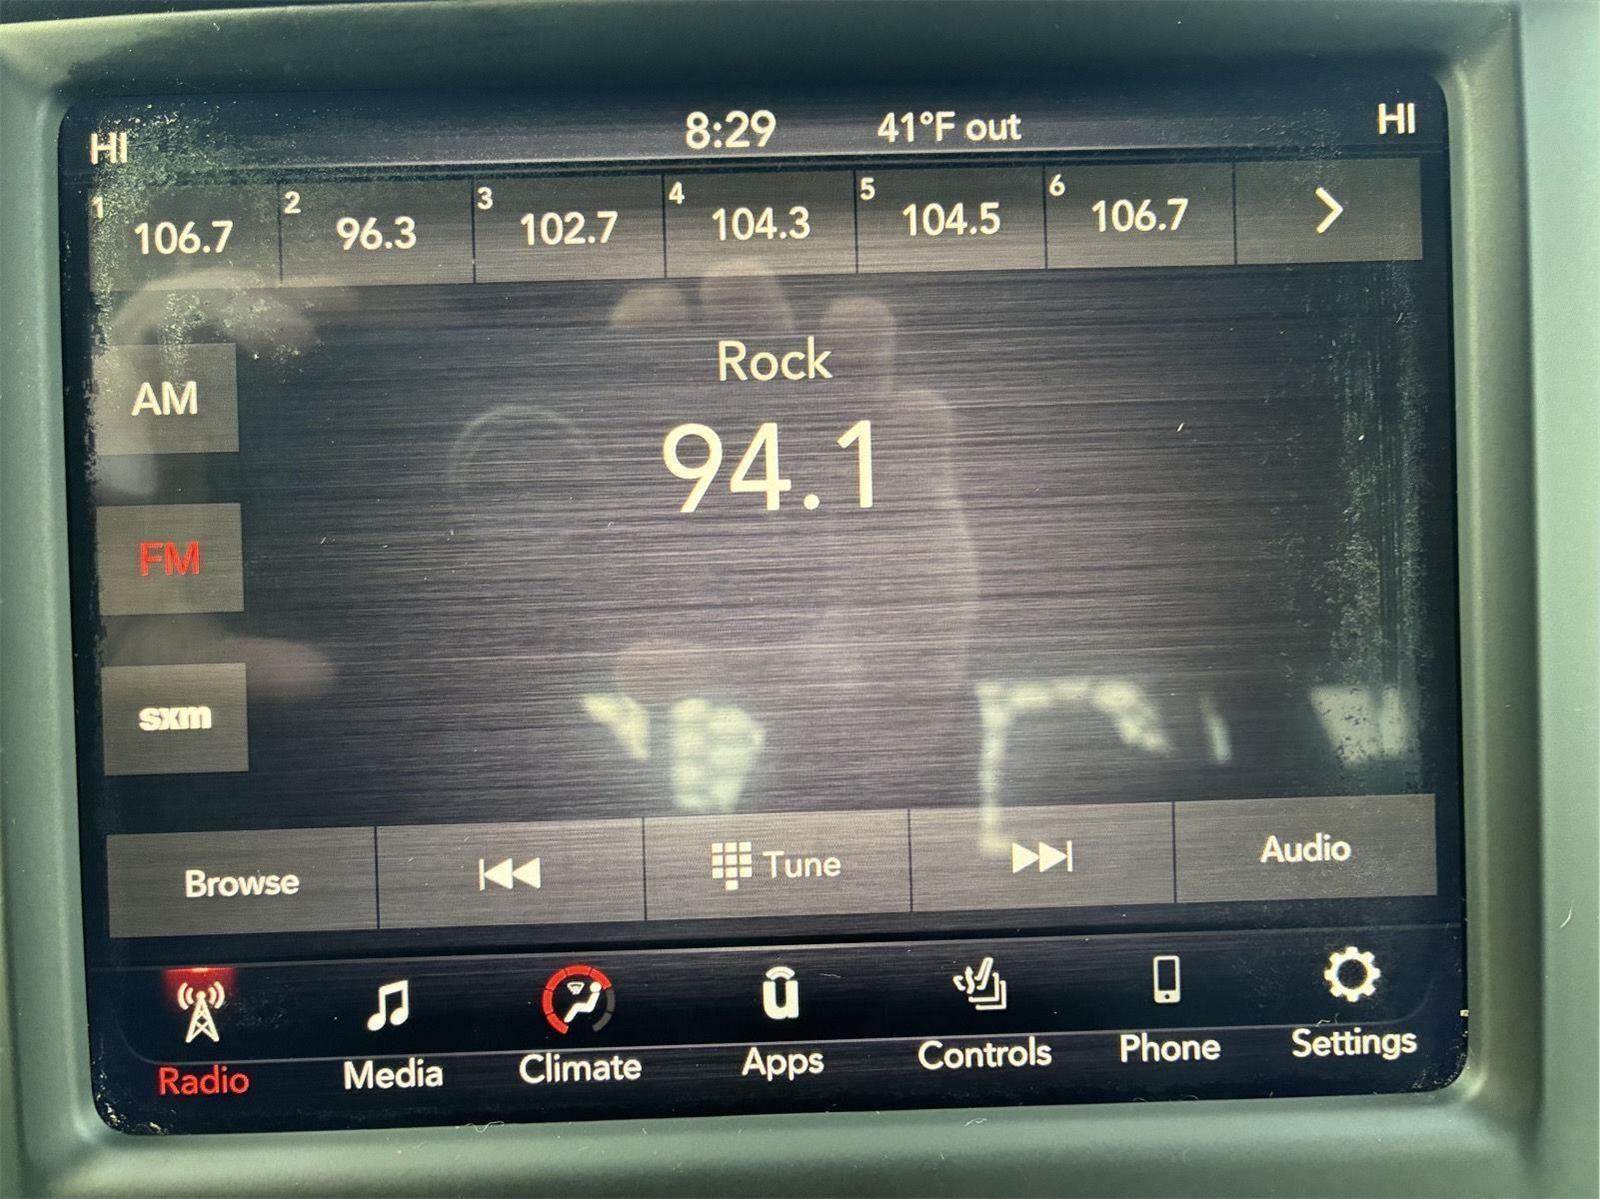 HI 8:29 41°F out HI
1 106.7 2 96.3 3 102.7 4 104.3 5 104.5 6 106.7
Rock
94.1
AM
FM
sxm
Browse Tune Audio
u
Radio Media Climate Apps Controls Phone Settings